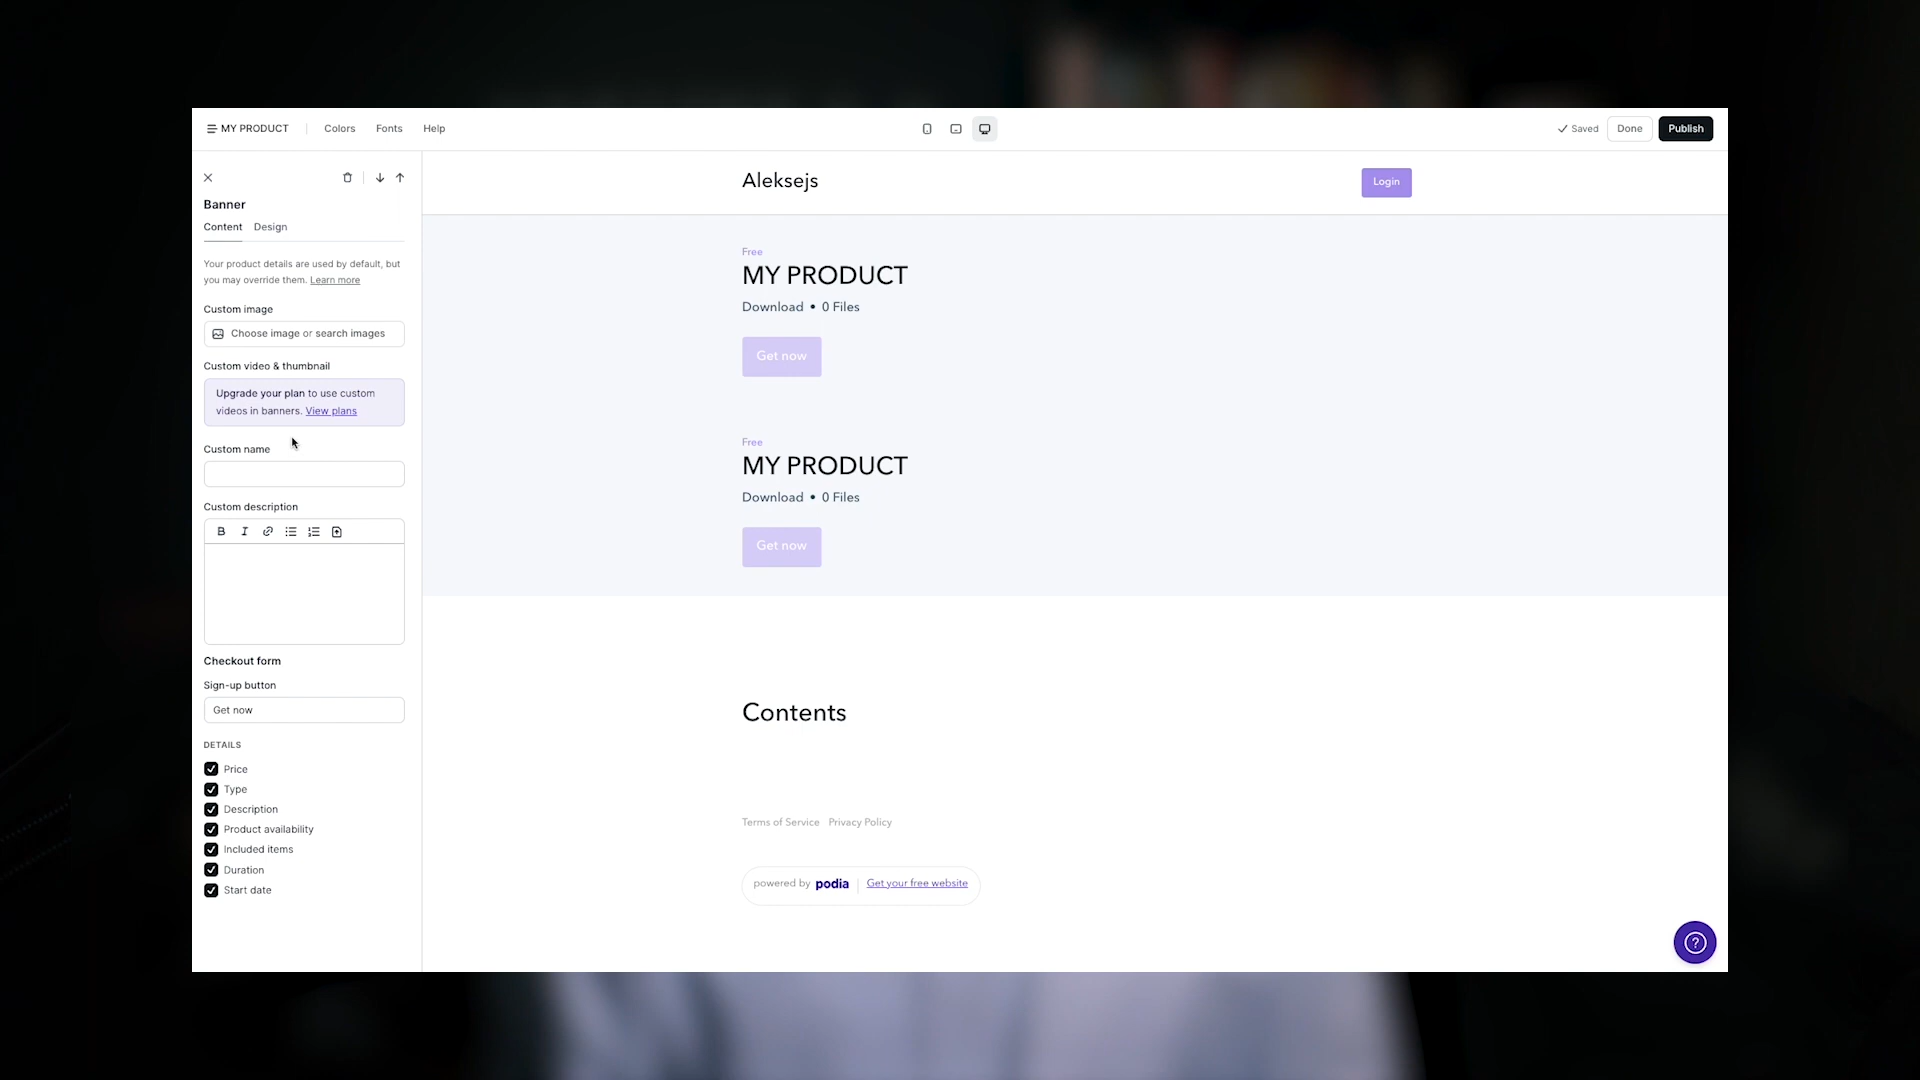 MY PRODUCT
Colors
Fonts
Help
Saved
Done
Publish
Banner
Content
Design
Your product details are used by default, but
you may override them. Learn more
Custom image
Choose image or search images
Custom video & thumbnail
Upgrade your plan to use custom
videos in banners. View plans
Custom name
Custom description
B I
Checkout form
Sign-up button
Get now
DETAILS
Price
Type
Description
Product availability
Included items
Duration
Start date
Aleksejs
Login
Free
MY PRODUCT
Download • 0 Files
Get now
Free
MY PRODUCT
Download • 0 Files
Get now
Contents
Terms of Service Privacy Policy
powered by podia Get your free website
?